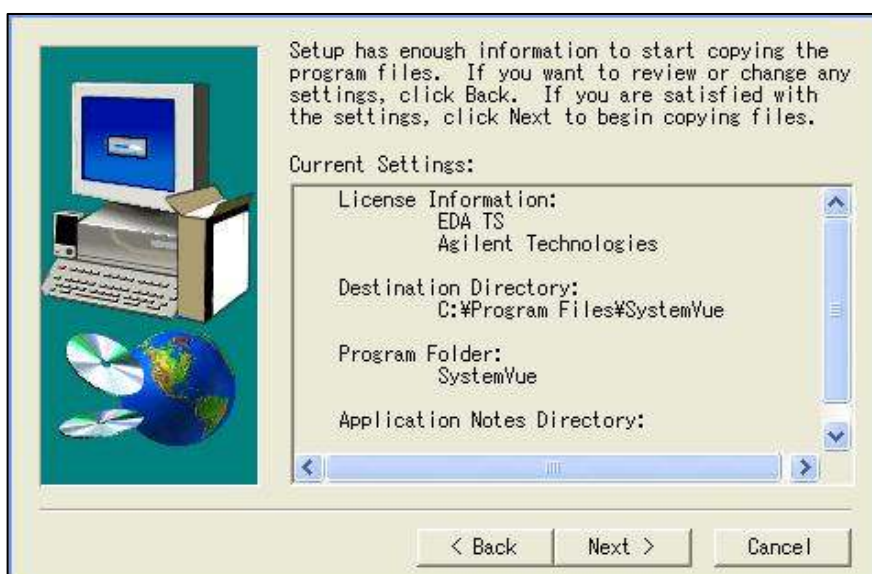 Setup has enough information to start copying the
program files.  If you want to review or change any
settings, click Back.  If you are satisfied with
the settings, click Next to begin copying files.
Current Settings:
License Information:
EDA TS
Agilent Technologies
Destination Directory:
C:¥Program Files¥SystemVue
Program Folder:
SystemVue
Application Notes Directory:
< Back
Next >
Cancel